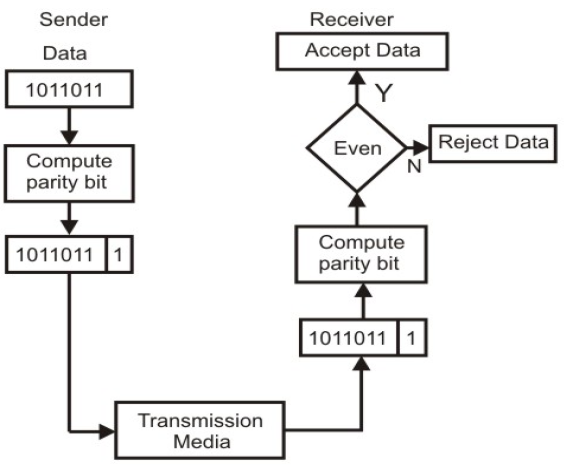 Sender
Receiver
Data
Accept Data
1011011
Y
Even
N
Reject Data
Compute
parity bit
1011011 1
Compute
parity bit
1011011 1
Transmission
Media